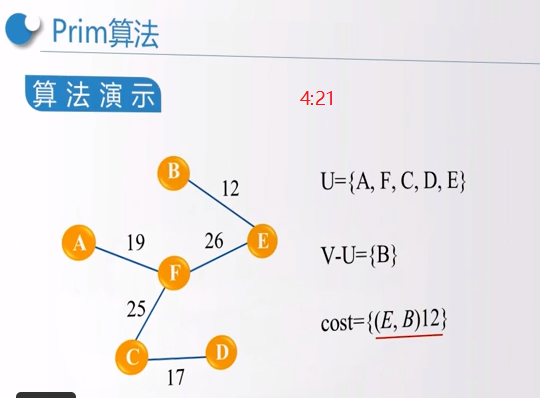 Prim算法
算法演示
4:21
B
12
U={A, F, C, D, E}
A
19
26
E
F
V-U={B}
25
cost={(E, B)12}
C
D
17